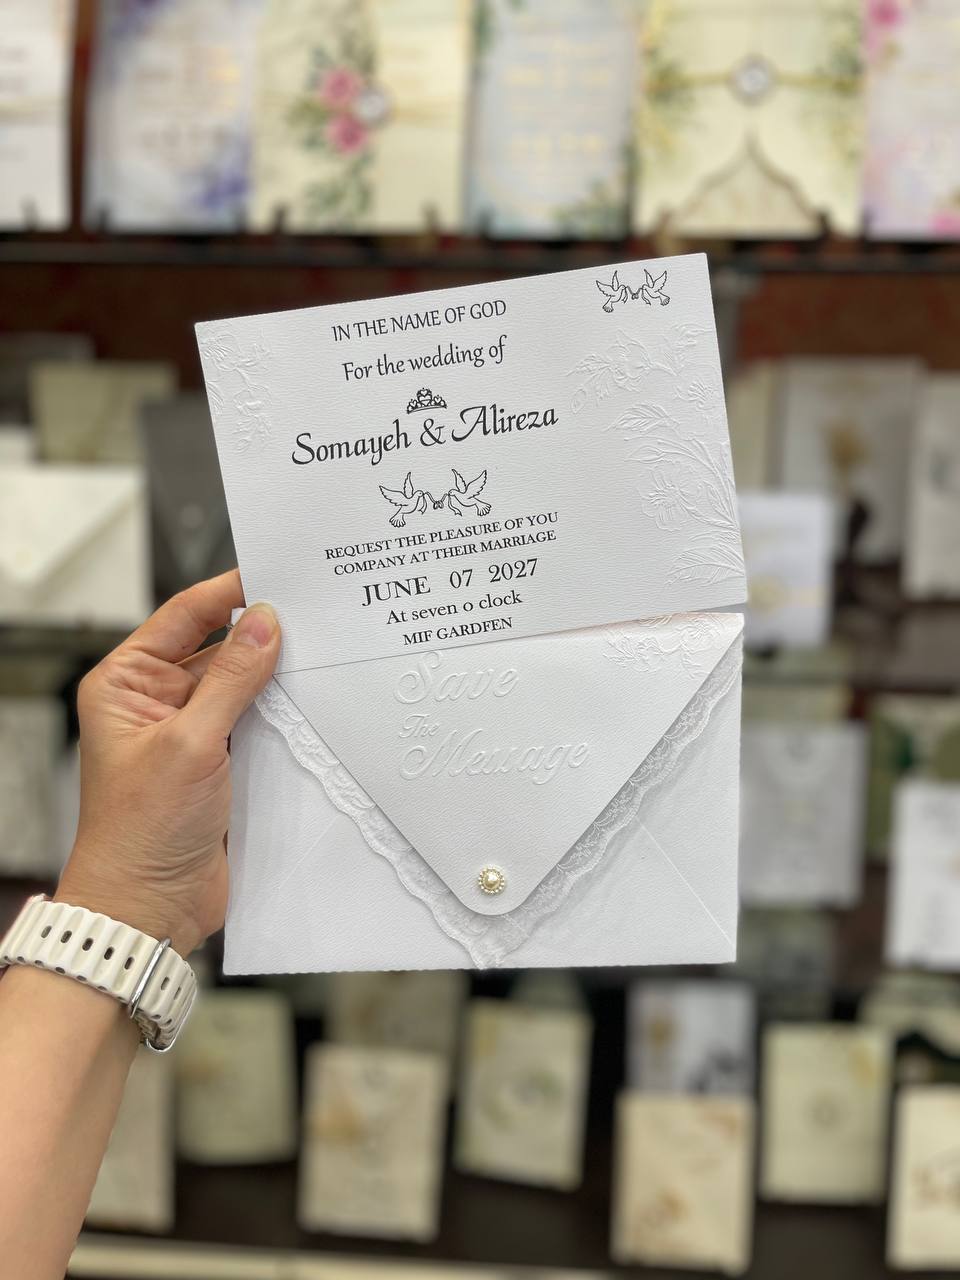 IN THE NAME OF GOD
For the wedding of
Somayeh & Alireza
REQUEST THE PLEASURE OF YOU
COMPANY AT THEIR MARRIAGE
JUNE 07 2027
At seven o clock
MIF GARDFEN
Save
The
Message